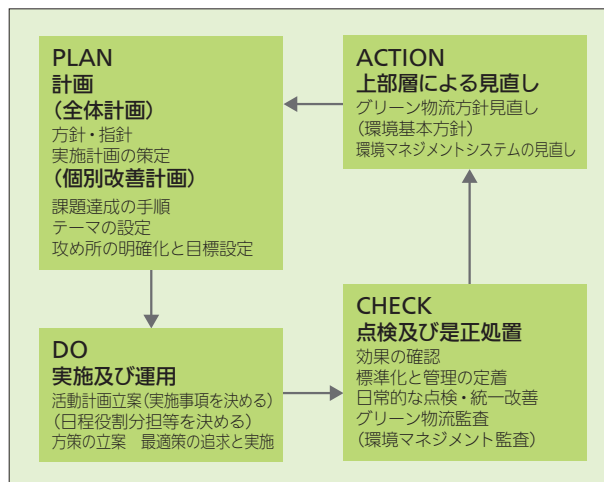 PLAN
計画
(全体計画)
方針・指針
実施計画の策定
(個別改善計画)
課題達成の手順
テーマの設定
攻め所の明確化と目標設定
DO
実施及び運用
活動計画立案(実施事項を決める)
(日程役割分担等を決める)
方策の立案　最適策の追求と実施
CHECK
点検及び是正処置
効果の確認
標準化と管理の定着
日常的な点検・統一改善
グリーン物流監査
(環境マネジメント監査)
ACTION
上部層による見直し
グリーン物流方針見直し
(環境基本方針)
環境マネジメントシステムの見直し